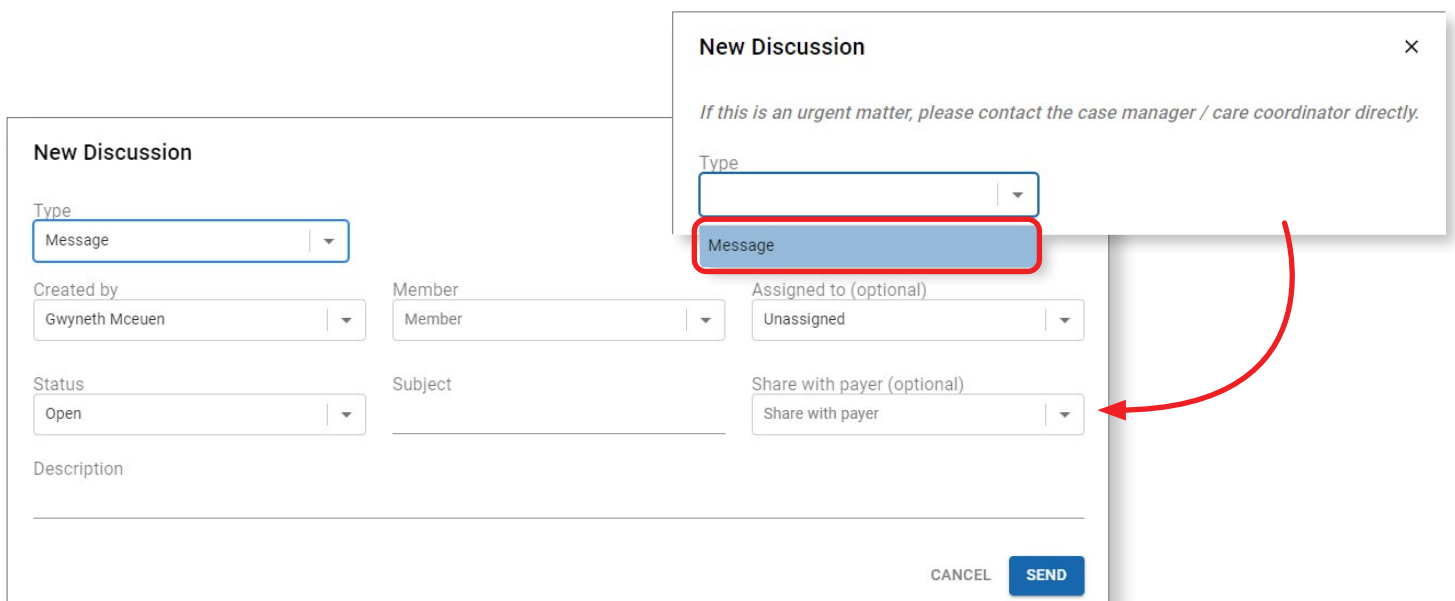 New Discussion
If this is an urgent matter, please contact the case manager / care coordinator directly.
Type
Message
New Discussion
Type
Message
Created by Member Assigned to (optional)
Gwyneth Mceuen Member Unassigned
Status Subject Share with payer (optional)
Open Share with payer
Description
CANCEL SEND